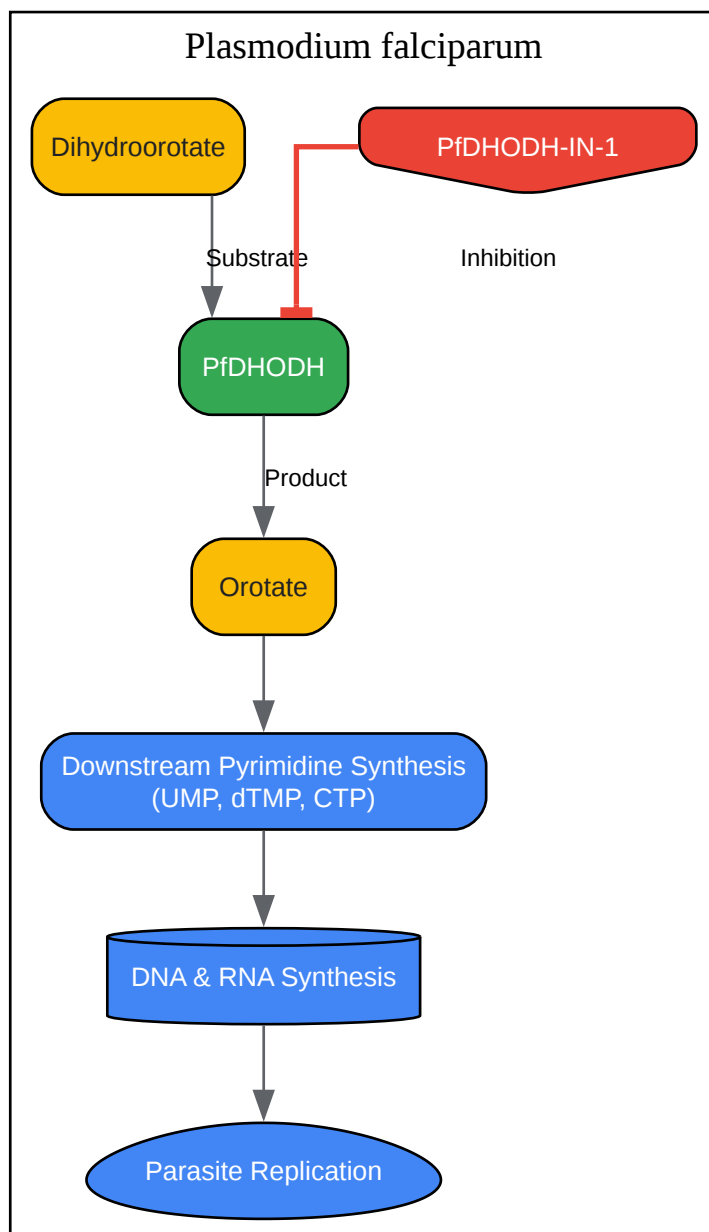 Plasmodium falciparum
Dihydroorotate
PfDHODH-IN-1
Substrate
Inhibition
PfDHODH
Product
Orotate
Downstream Pyrimidine Synthesis
(UMP, dTMP, CTP)
DNA & RNA Synthesis
Parasite Replication